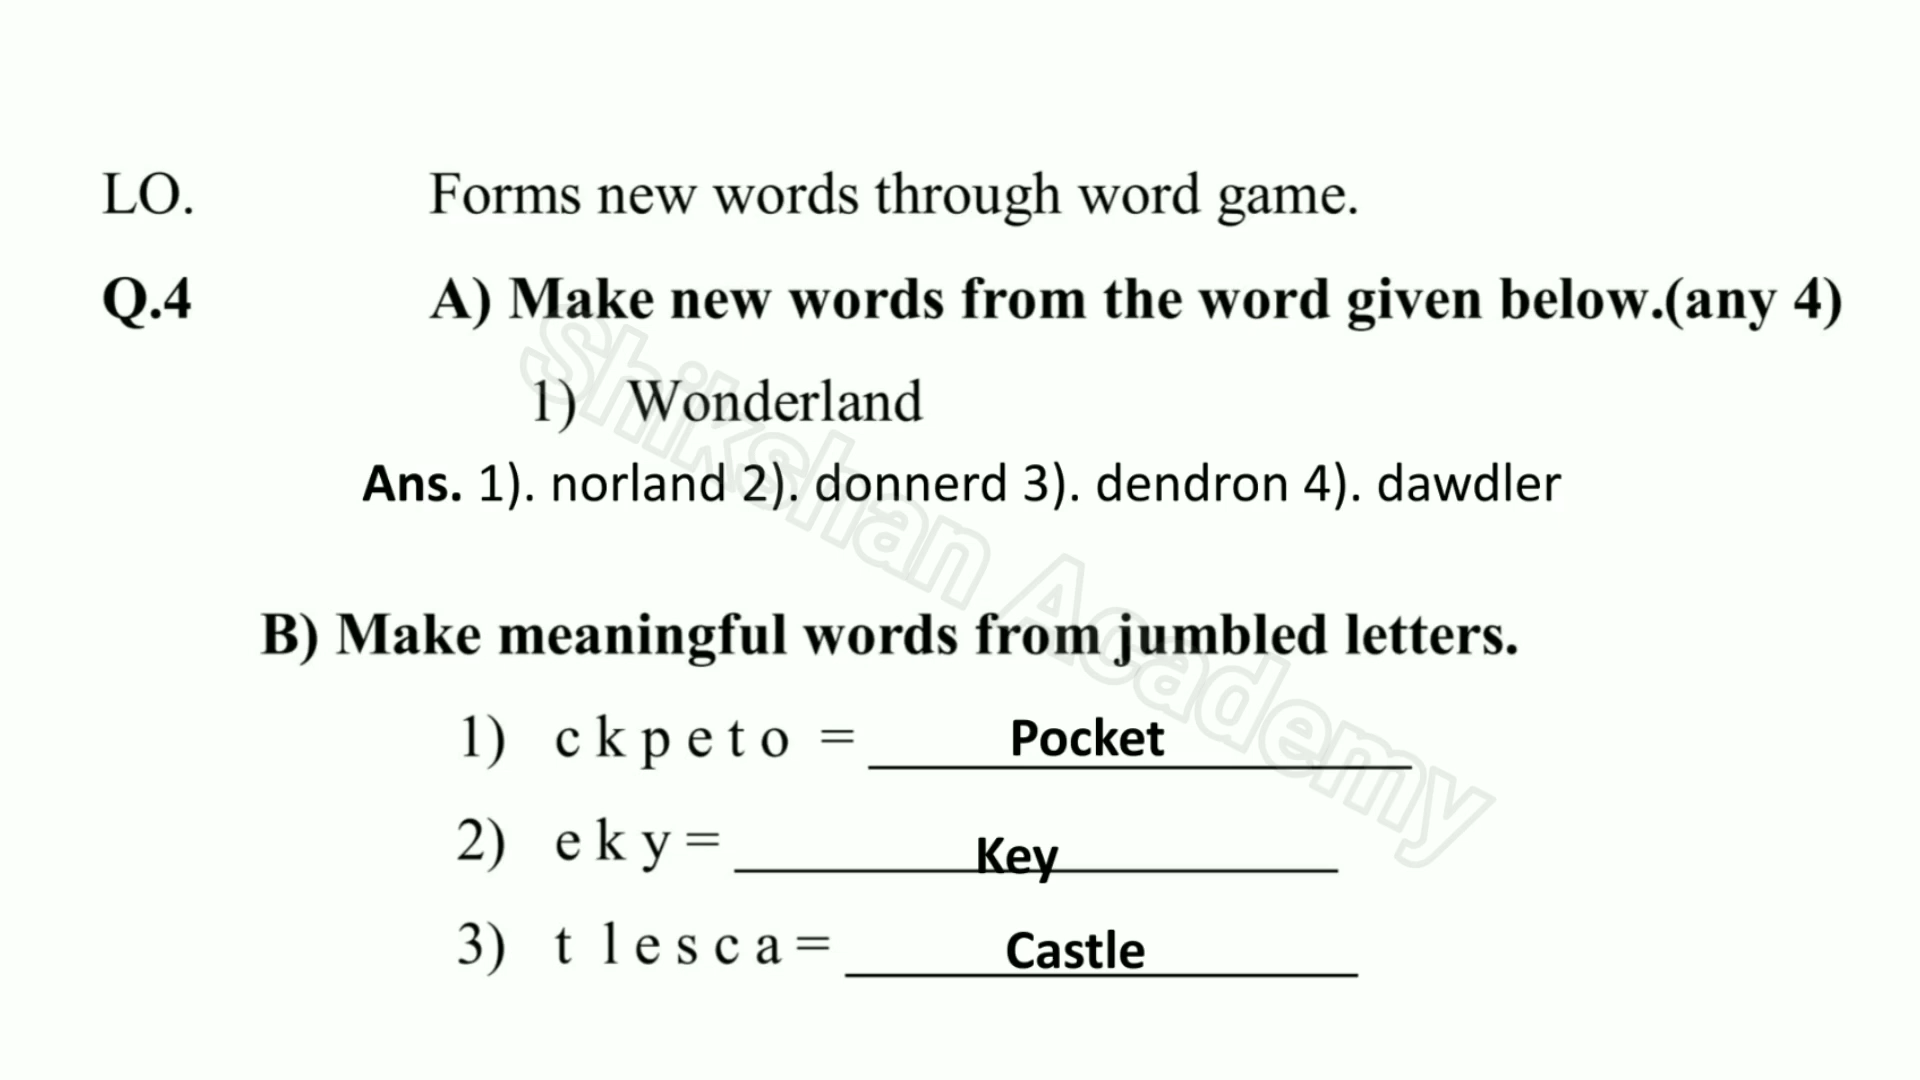 LO. Forms new words through word game.
Q.4 A) Make new words from the word given below.(any 4)
1) Wonderland
Ans. 1). norland 2). donnerd 3). dendron 4). dawdler
Shikshan Academy
B) Make meaningful words from jumbled letters.
1) c k p e t o = Pocket
2) e k y = Key
3) t l e s c a = Castle